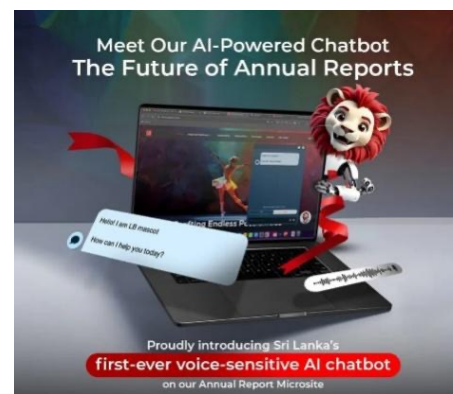 Meet Our AI-Powered Chatbot
The Future of Annual Reports
Hello! I am LB mascot
How can I help you today?
Proudly introducing Sri Lanka's
first-ever voice-sensitive AI chatbot
on our Annual Report Microsite